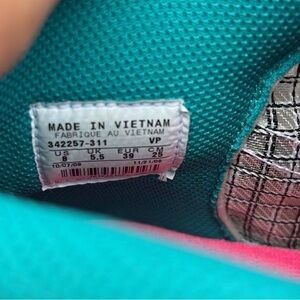 MADE IN VIETNAM
FABRIQUE AU VIETNAM
342257-311 VP
US UK EUR CM
8 5.5 39 25
10/07/09 11/21/09